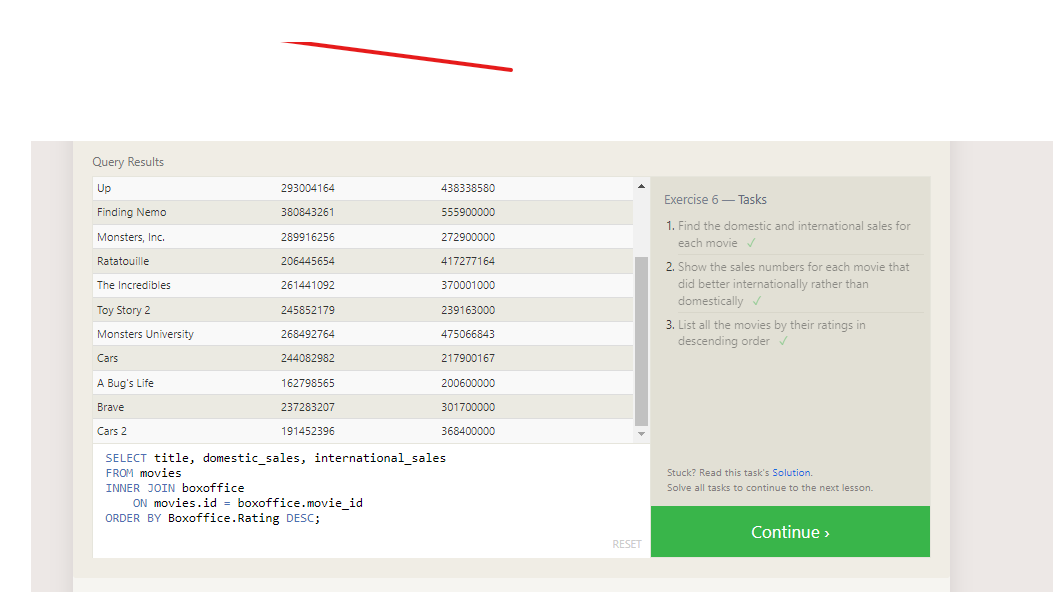 Query Results
Up 293004164 438338580
Finding Nemo 380843261 555900000
Monsters, Inc. 289916256 272900000
Ratatouille 206445654 417277164
The Incredibles 261441092 370001000
Toy Story 2 245852179 239163000
Monsters University 268492764 475066843
Cars 244082982 217900167
A Bug's Life 162798565 200600000
Brave 237283207 301700000
Cars 2 191452396 368400000
SELECT title, domestic_sales, international_sales
FROM movies
INNER JOIN boxoffice
ON movies.id = boxoffice.movie_id
ORDER BY Boxoffice.Rating DESC;
RESET
Exercise 6 — Tasks
1. Find the domestic and international sales for
each movie ✓
2. Show the sales numbers for each movie that
did better internationally rather than
domestically ✓
3. List all the movies by their ratings in
descending order ✓
Stuck? Read this task's Solution.
Solve all tasks to continue to the next lesson.
Continue ›